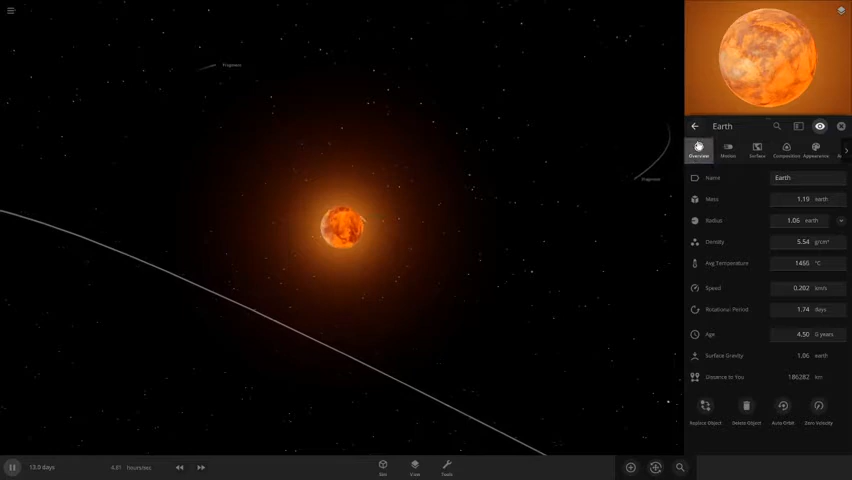 Fragment
Fragment
Earth
Overview
Motion
Surface
Composition
Appearance
Name
Earth
Mass
1.19 earth
Radius
1.06 earth
Density
5.54 g/cm³
Avg Temperature
1455 °C
Speed
0.202 km/s
Rotational Period
1.74 days
Age
4.50 G years
Surface Gravity
1.06 earth
Distance to You
186282 km
Replace Object
Delete Object
Auto Orbit
Zero Velocity
13.0 days
4.81 hours/sec
View
Tools